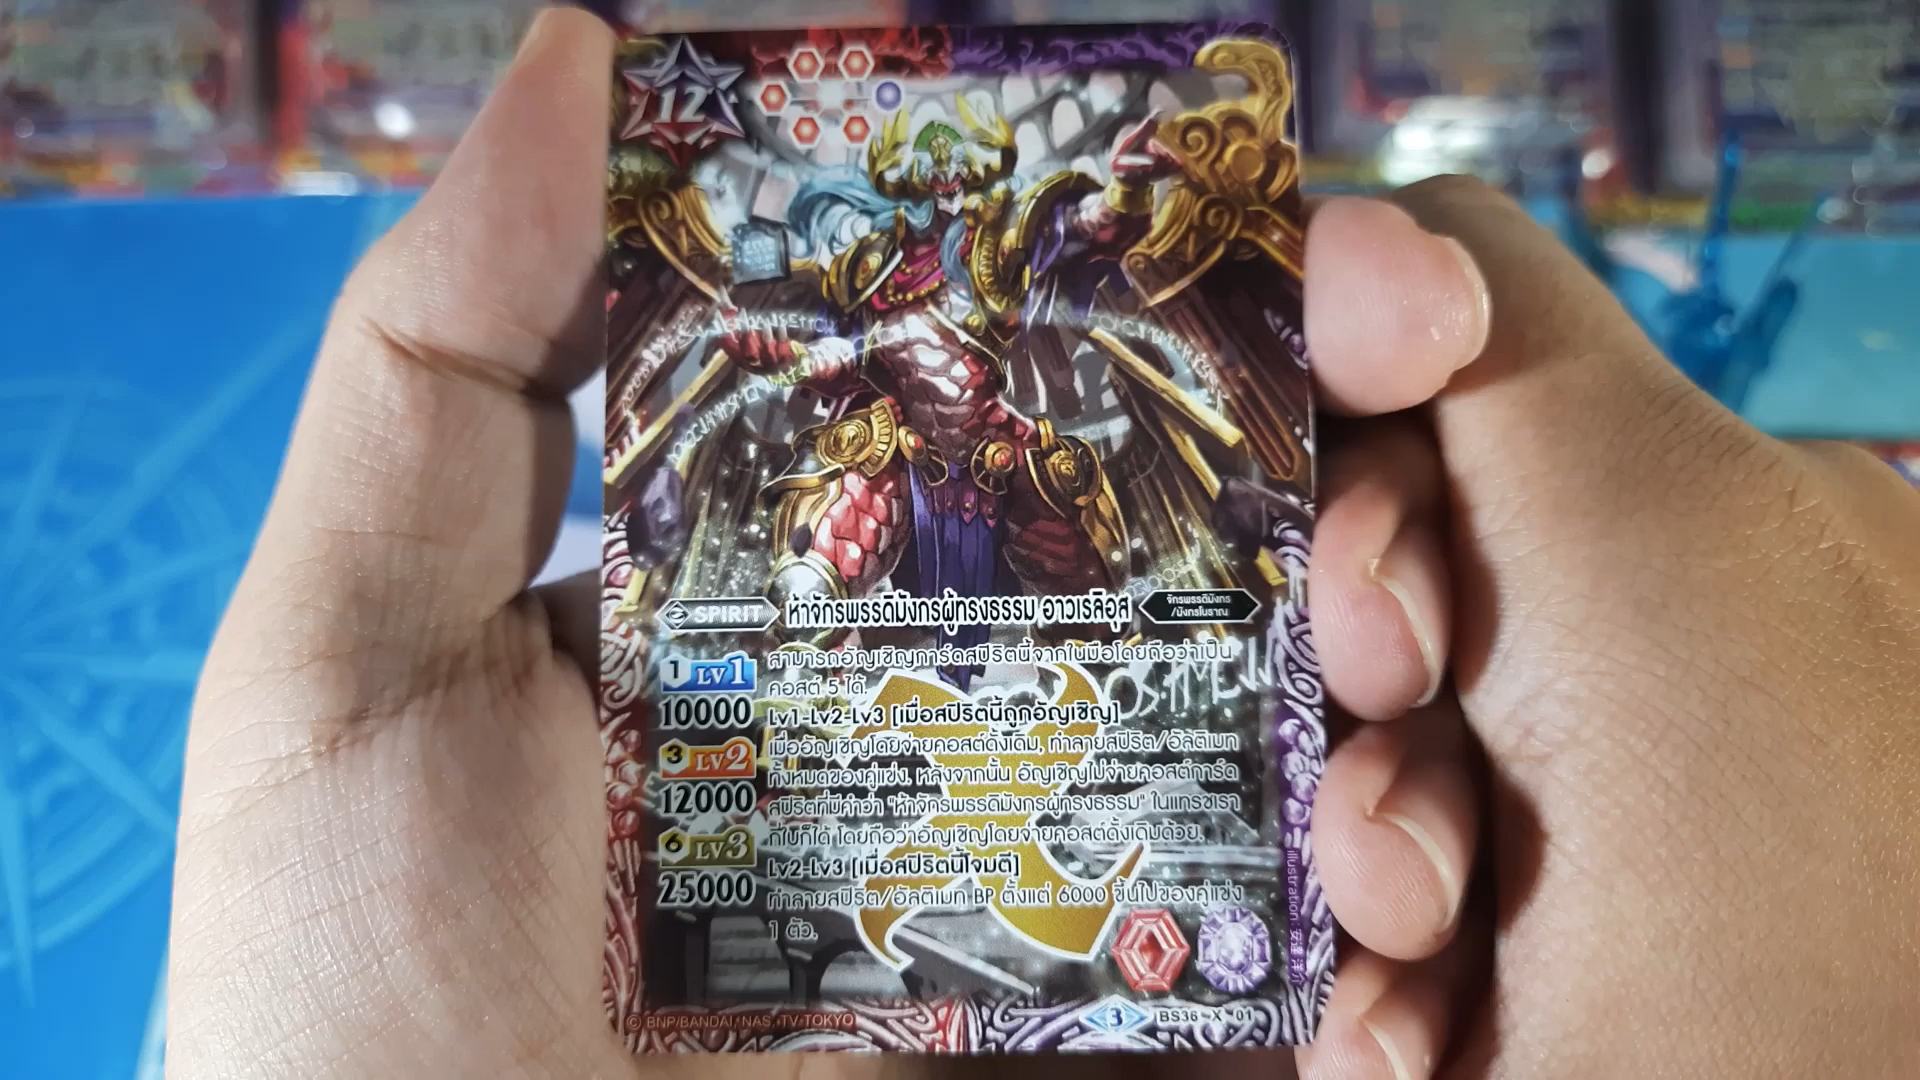 12
SPIRIT
ห้าจักรพรรดิมังกรผู้ทรงธรรม อาวเรลิอุส
จักรพรรดิมังกร
/มังกรโบราณ
1 LV1
10000
3 LV2
12000
6 LV3
25000
สามารถอัญเชิญการ์ดสปิริตนี้จากในมือโดยถือว่าเป็น
คอสต์ 5 ได้.
Lv1-Lv2-Lv3 [เมื่อสปิริตนี้ถูกอัญเชิญ]
เมื่ออัญเชิญโดยจ่ายคอสต์ดั้งเดิม, ทำลายสปิริต/อัลติเมท
ทั้งหมดของคู่แข่ง. หลังจากนั้น อัญเชิญไม่จ่ายคอสต์การ์ด
สปิริตที่มีคำว่า "ห้าจักรพรรดิมังกรผู้ทรงธรรม" ในแทรชเรา
กี่ใบก็ได้ โดยถือว่าอัญเชิญโดยจ่ายคอสต์ดั้งเดิมด้วย.
Lv2-Lv3 [เมื่อสปิริตนี้โจมตี]
ทำลายสปิริต/อัลติเมท BP ตั้งแต่ 6000 ขึ้นไปของคู่แข่ง
1 ตัว.
illustration : 安達洋介
© BNP/BANDAI, NAS, TV TOKYO
3
BS36-X 01